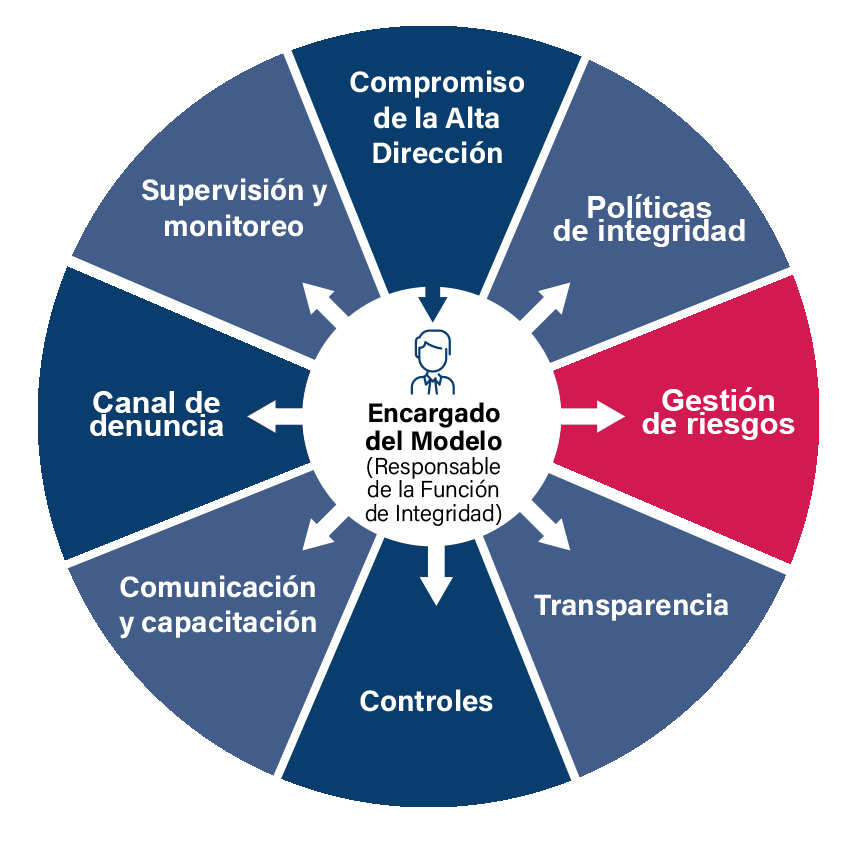 Compromiso
de la Alta
Dirección
Políticas
de integridad
Gestión
de riesgos
Transparencia
Controles
Comunicación
y capacitación
Canal de
denuncia
Supervisión y
monitoreo
Encargado
del Modelo
(Responsable
de la Función
de Integridad)